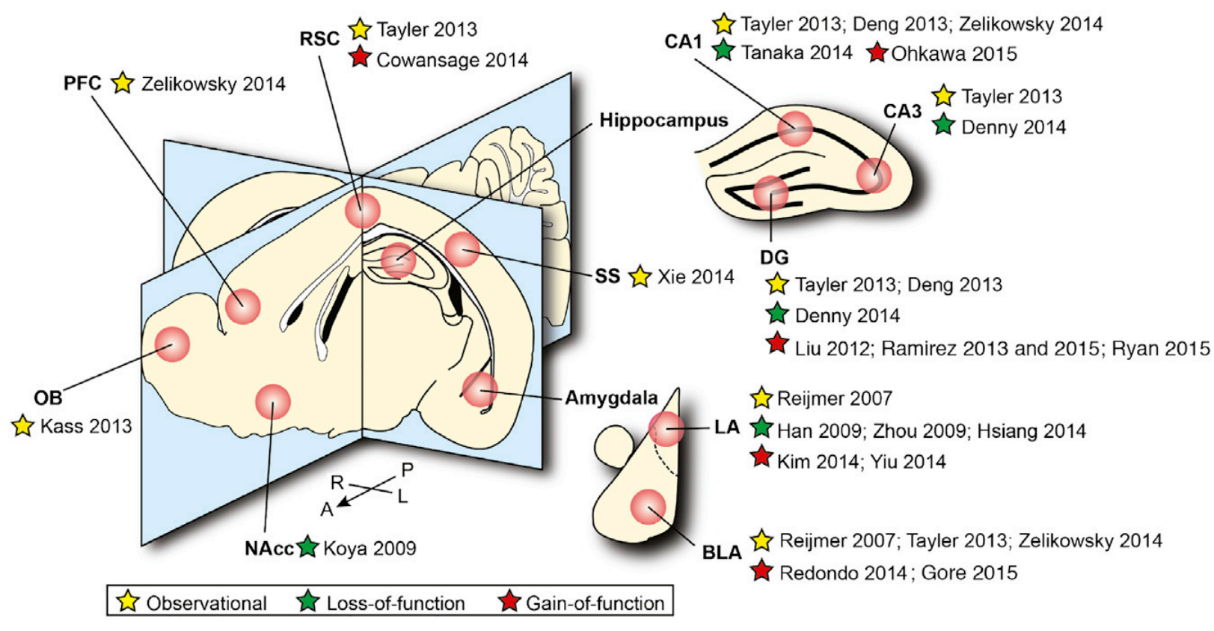 RSC
Tayler 2013
Cowansage 2014
PFC
Zelikowsky 2014
Hippocampus
SS
Xie 2014
OB
Kass 2013
Amygdala
NAcc
Koya 2009
R
P
A
L
CA1
Tayler 2013; Deng 2013; Zelikowsky 2014
Tanaka 2014
Ohkawa 2015
CA3
Tayler 2013
Denny 2014
DG
Tayler 2013; Deng 2013
Denny 2014
Liu 2012; Ramirez 2013 and 2015; Ryan 2015
LA
Reijmer 2007
Han 2009; Zhou 2009; Hsiang 2014
Kim 2014; Yiu 2014
BLA
Reijmer 2007; Tayler 2013; Zelikowsky 2014
Redondo 2014; Gore 2015
Observational
Loss-of-function
Gain-of-function